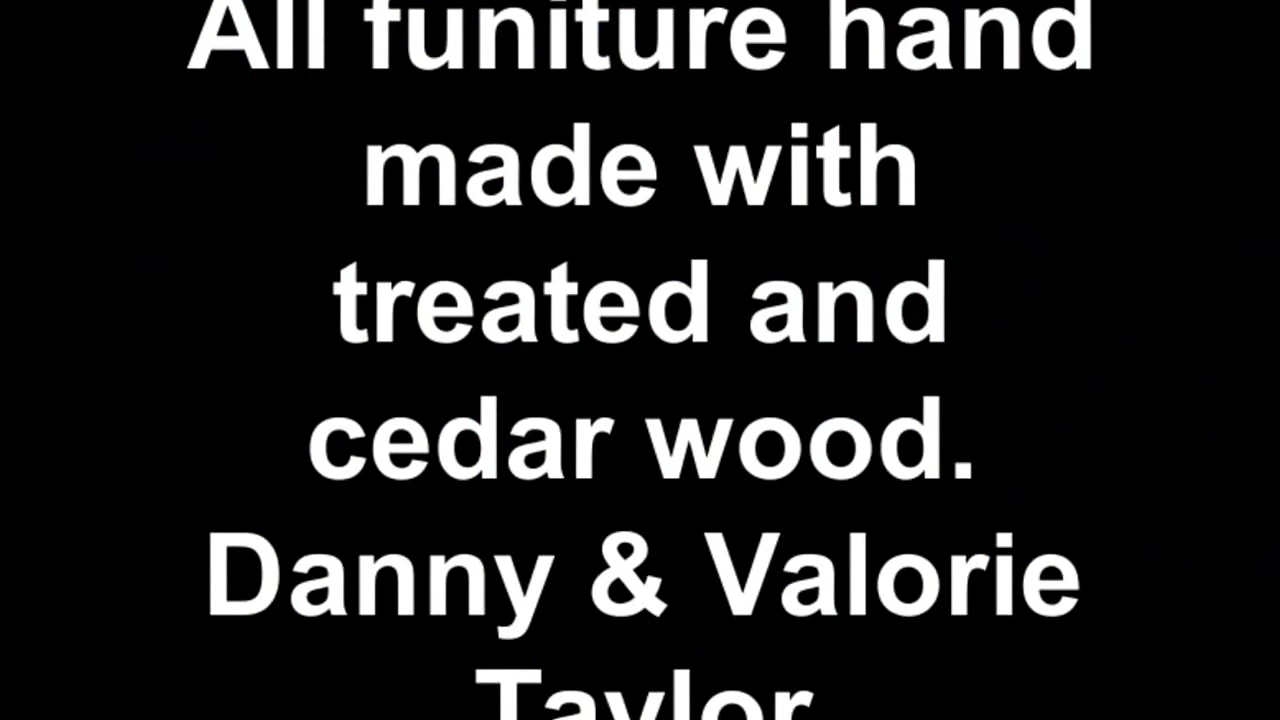 All funiture hand
made with
treated and
cedar wood.
Danny & Valorie
Taylor